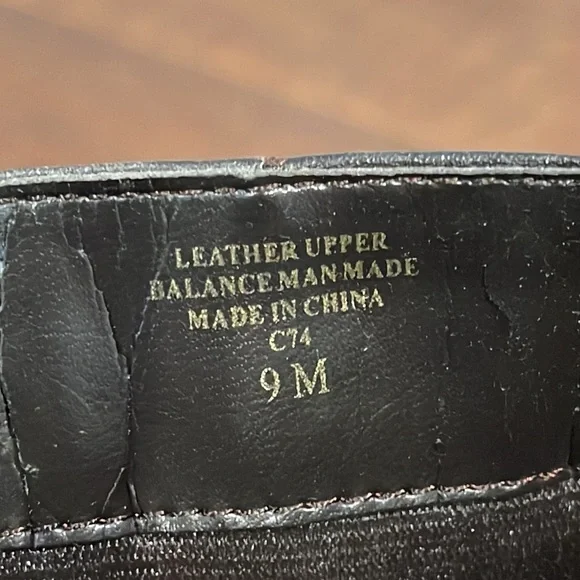 LEATHER UPPER
BALANCE MAN-MADE
MADE IN CHINA
C74
9 M